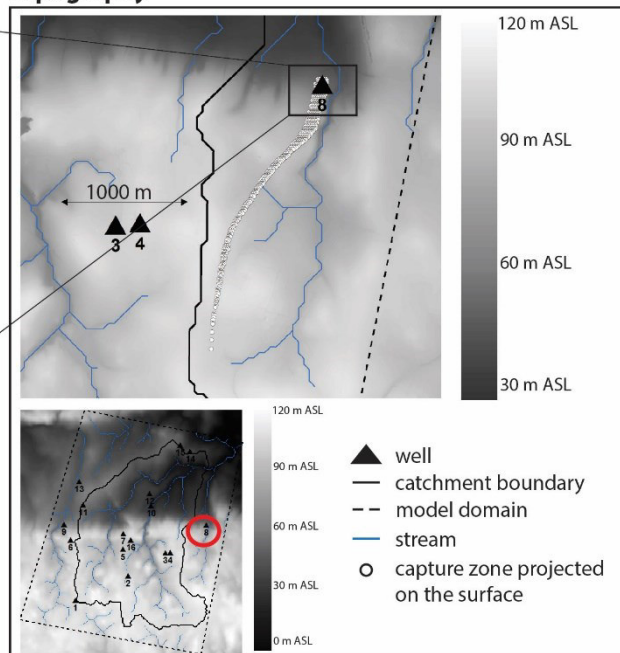 120 m ASL
8
90 m ASL
1000 m
3 4
60 m ASL
30 m ASL
120 m ASL
15 14
13
90 m ASL
12
11 10
9 8
60 m ASL
7
6 16
5 34
30 m ASL
2
1
0 m ASL
well
catchment boundary
model domain
stream
capture zone projected
on the surface